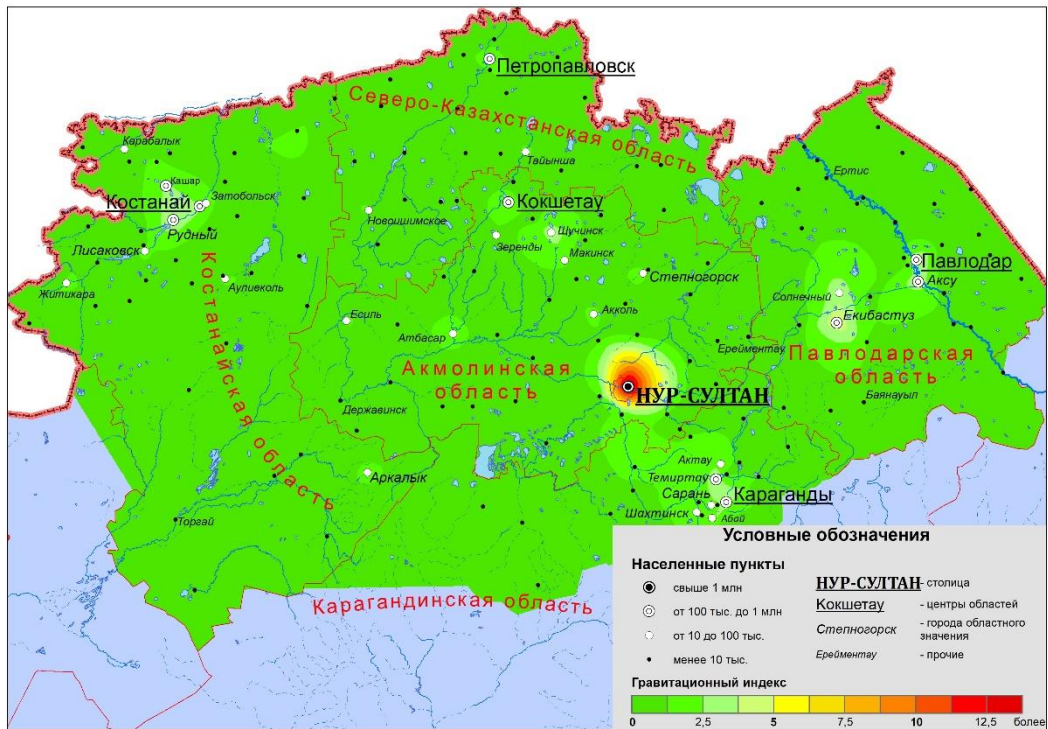 Петропавловск
Северо-Казахстанская область
Карабалык
Тайынша
Кашар
Затобольск
Костанай
Рудный
Кокшетау
Новоишимское
Щучинск
Зеренды
Макинск
Лисаковск
Житикара
Аулиеколь
Костанайская область
Степногорск
Ертис
Павлодар
Аксу
Солнечный
Екибастуз
Есиль
Акколь
Атбасар
Ерейментау
Павлодарская
область
Акмолинская
область
НУР-СУЛТАН
Баянауыл
Державинск
Аркалык
Актау
Темиртау
Сарань
Караганды
Шахтинск
Абай
Торгай
Карагандинская область
Условные обозначения
Населенные пункты
свыше 1 млн
от 100 тыс. до 1 млн
от 10 до 100 тыс.
менее 10 тыс.
НУР-СУЛТАН - столица
Кокшетау - центры областей
Степногорск - города областного
значения
Ерейментау - прочие
Гравитационный индекс
0 2,5 5 7,5 10 12,5 более